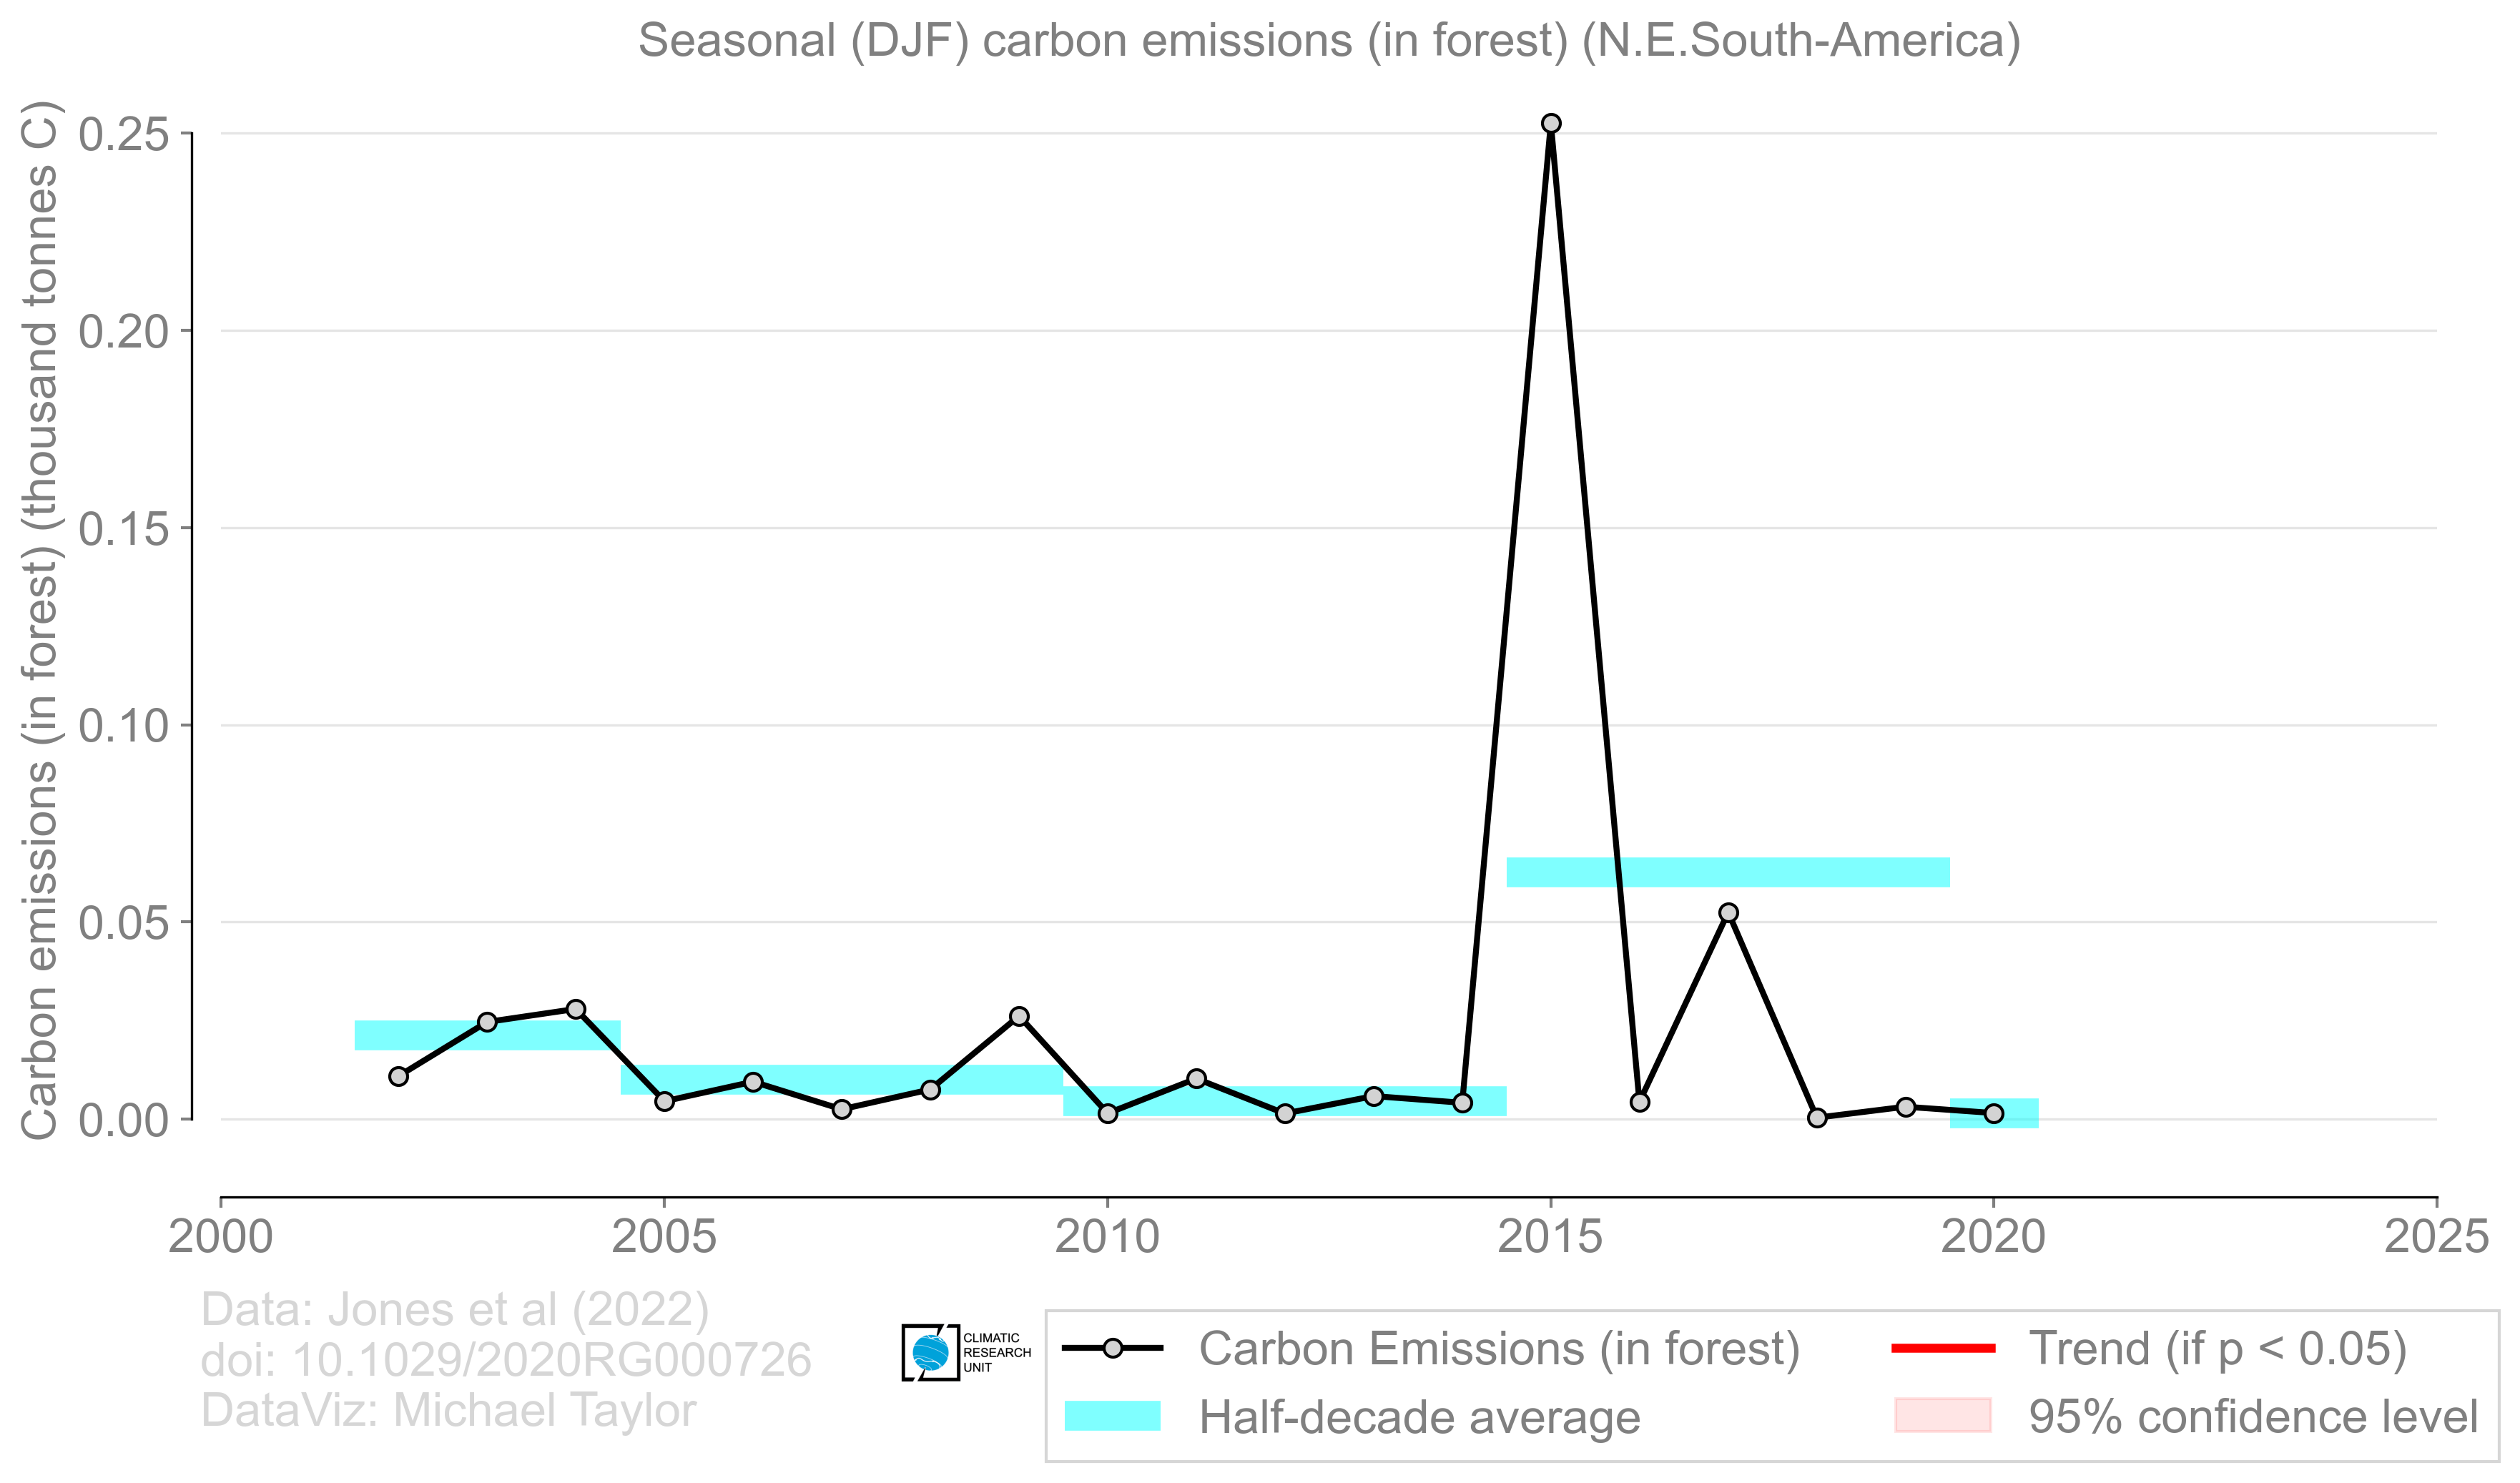 Seasonal (DJF) carbon emissions (in forest) (N.E.South-America)
Carbon emissions (in forest) (thousand tonnes C)
0.25
0.20
0.15
0.10
0.05
0.00
2000
2005
2010
2015
2020
2025
Data: Jones et al (2022)
doi: 10.1029/2020RG000726
DataViz: Michael Taylor
CLIMATIC
RESEARCH
UNIT
Carbon Emissions (in forest)
Half-decade average
Trend (if p < 0.05)
95% confidence level